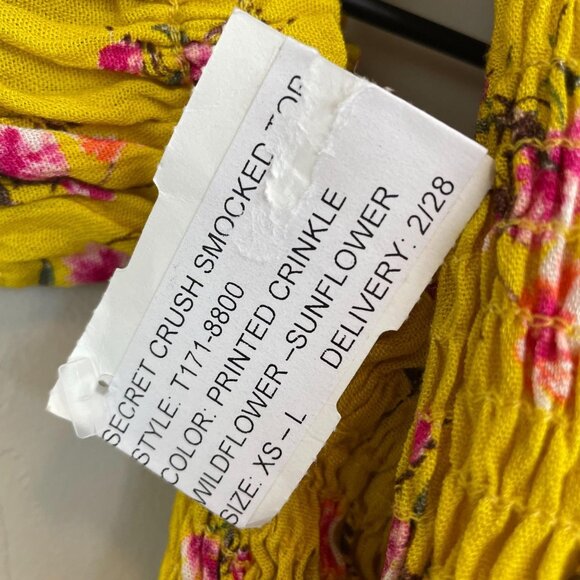 SECRET CRUSH SMOCKED TOP
STYLE: T171-8800
COLOR: PRINTED CRINKLE
WILDFLOWER –SUNFLOWER
SIZE: XS – L DELIVERY: 2/28